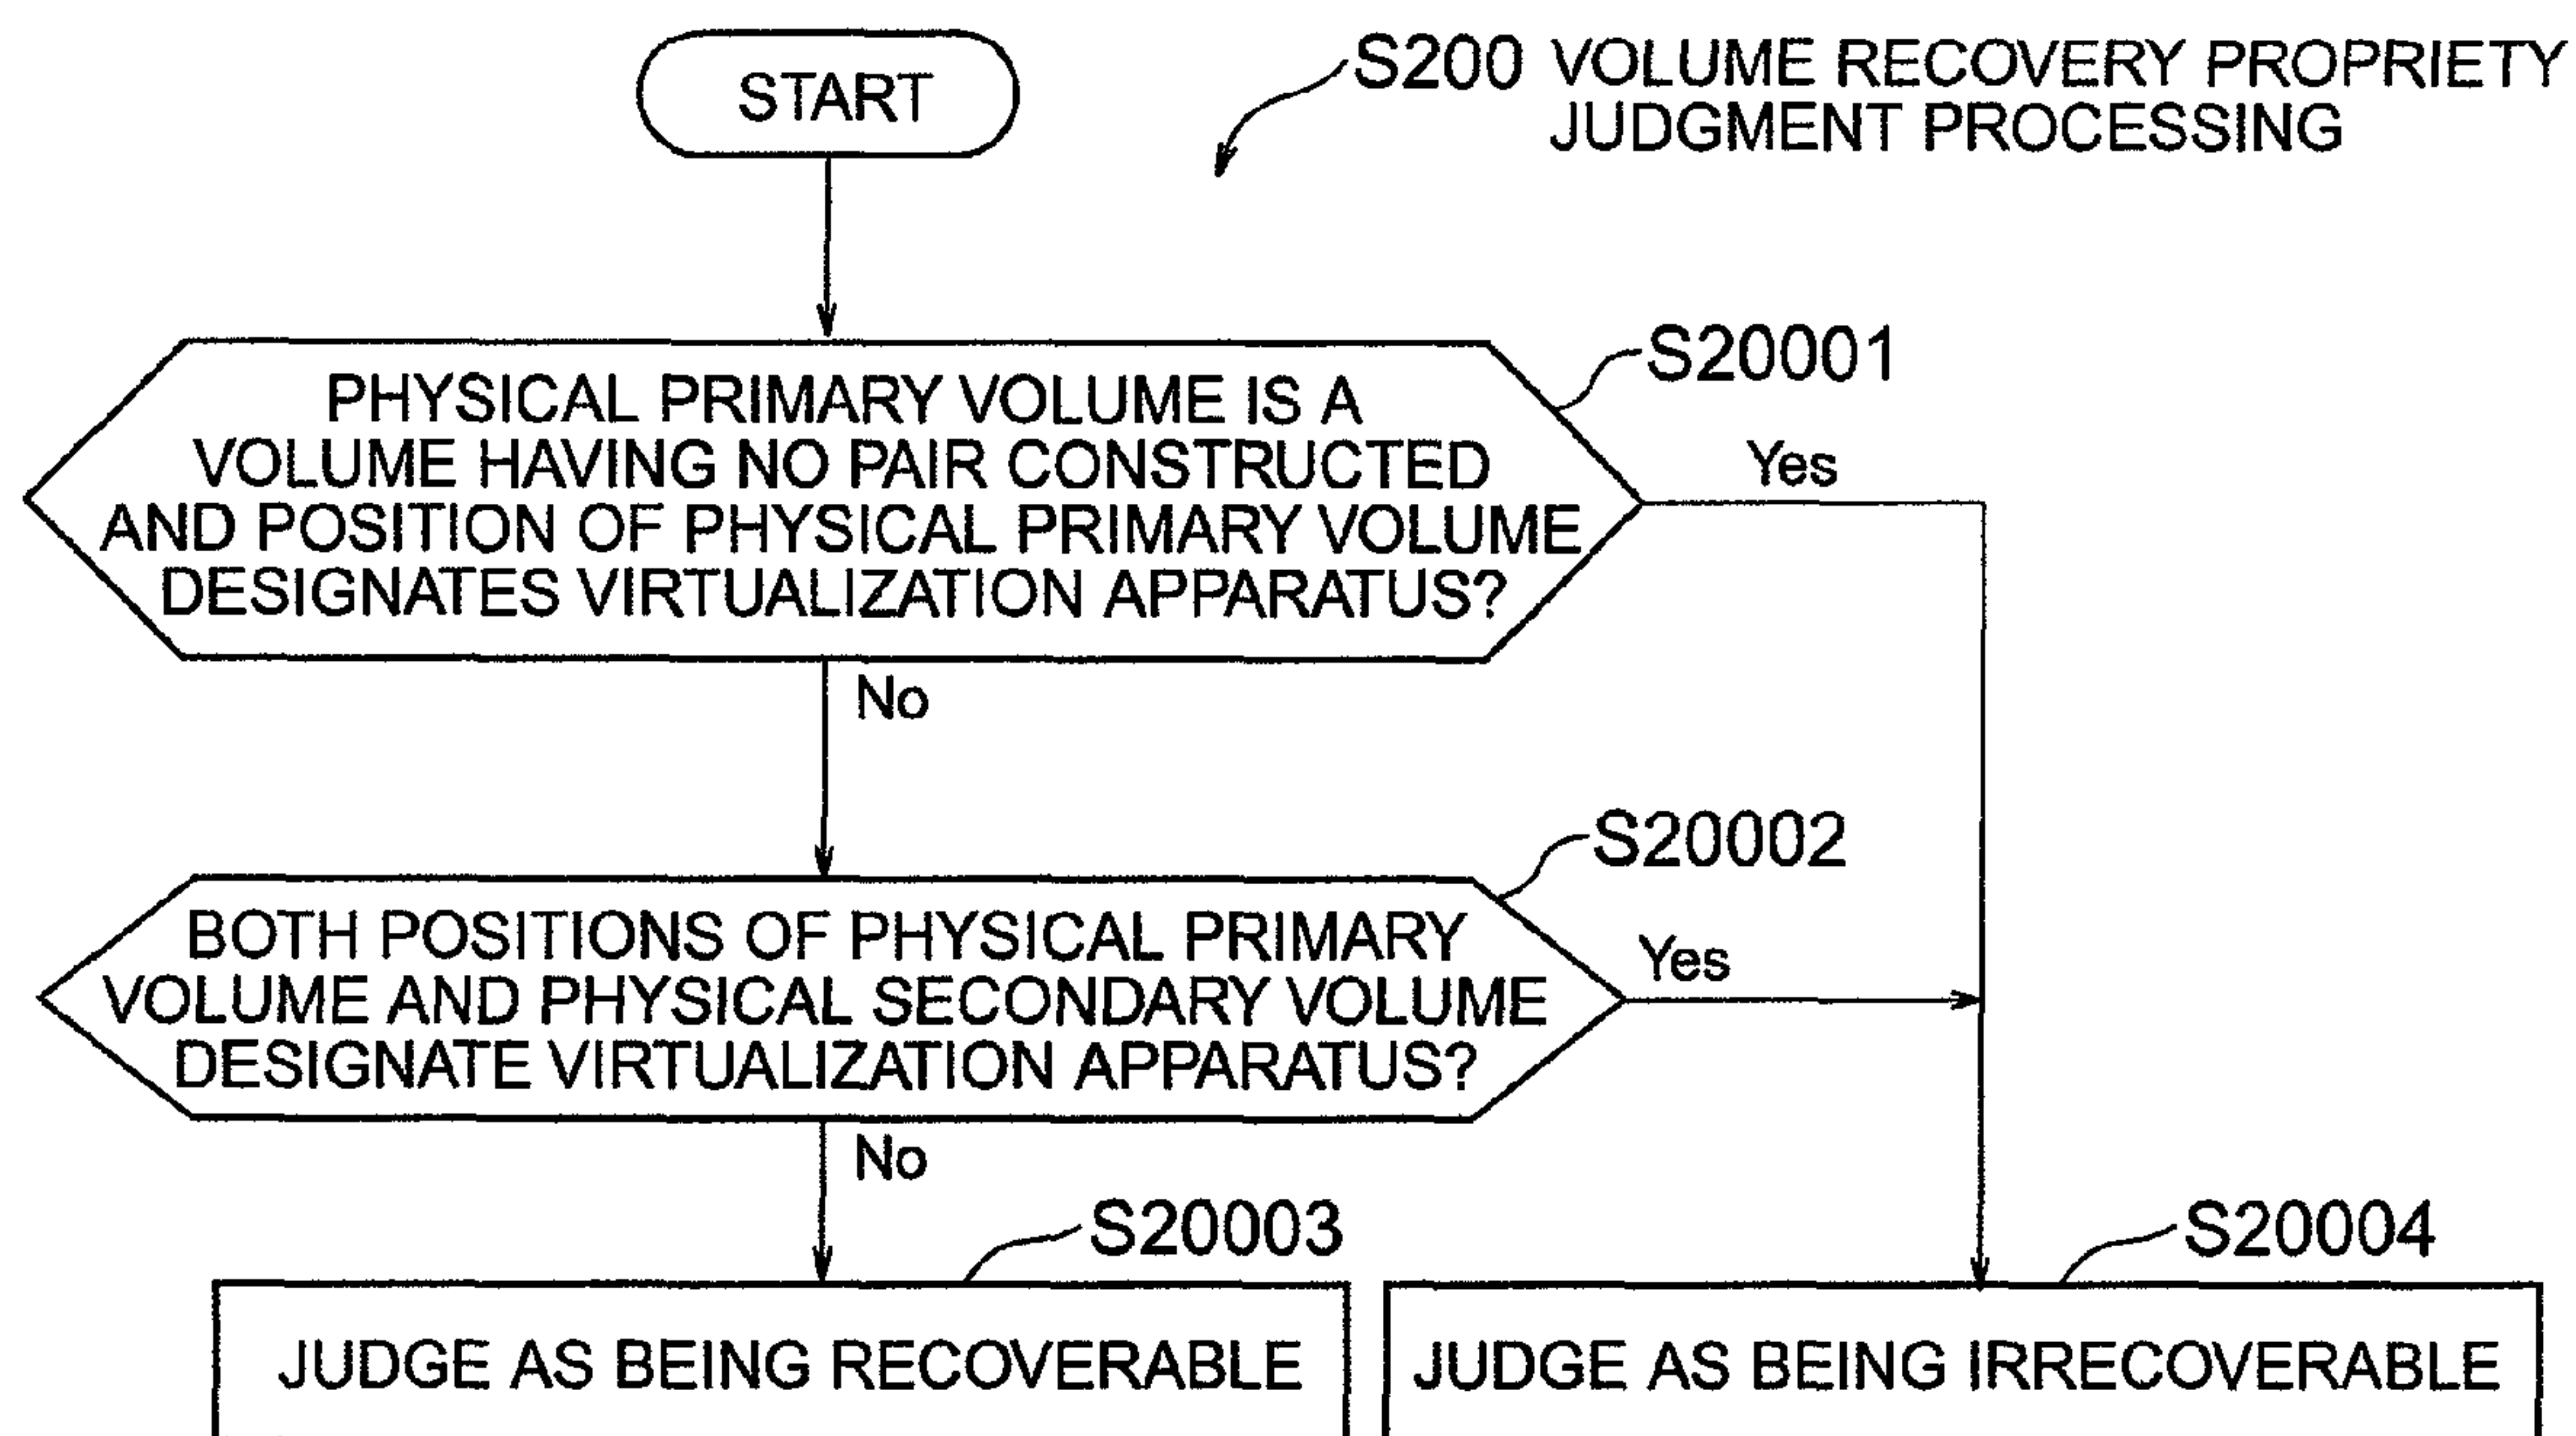 START
S200 VOLUME RECOVERY PROPRIETY
JUDGMENT PROCESSING
S20001
PHYSICAL PRIMARY VOLUME IS A
VOLUME HAVING NO PAIR CONSTRUCTED
AND POSITION OF PHYSICAL PRIMARY VOLUME
DESIGNATES VIRTUALIZATION APPARATUS?
Yes
No
S20002
BOTH POSITIONS OF PHYSICAL PRIMARY
VOLUME AND PHYSICAL SECONDARY VOLUME
DESIGNATE VIRTUALIZATION APPARATUS?
Yes
No
S20003
JUDGE AS BEING RECOVERABLE
S20004
JUDGE AS BEING IRRECOVERABLE